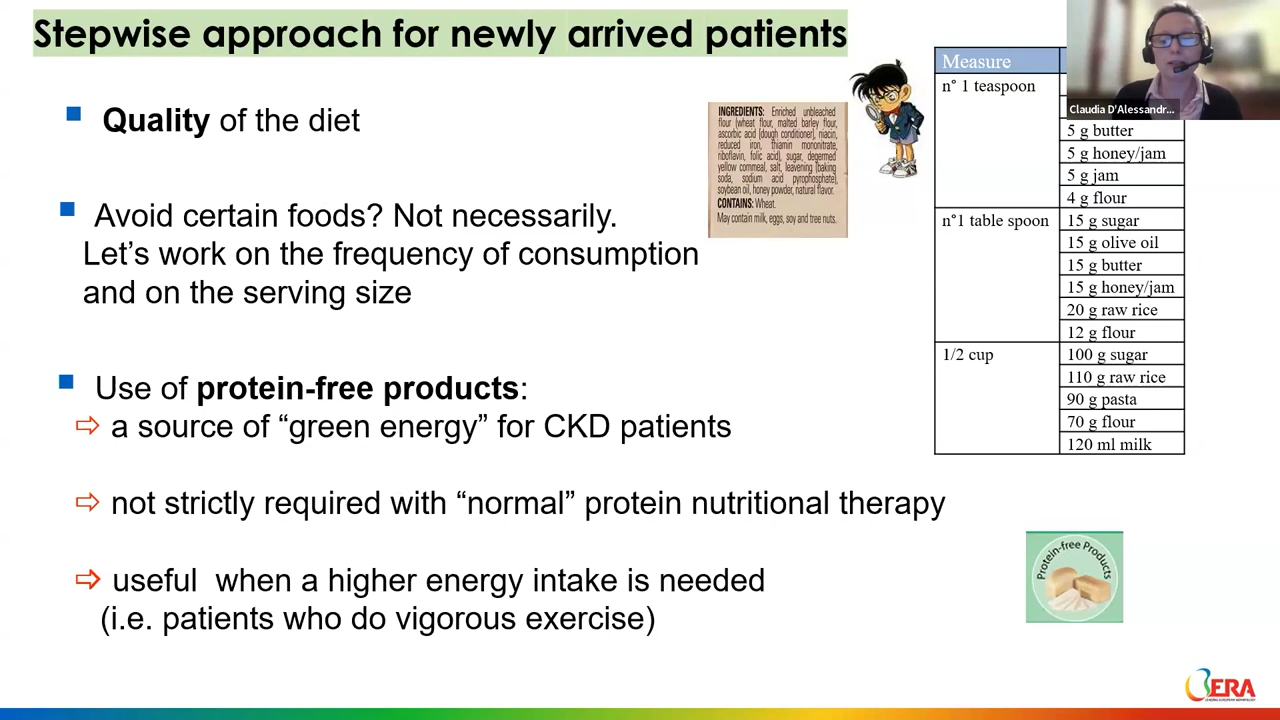 Stepwise approach for newly arrived patients
Quality of the diet
Avoid certain foods? Not necessarily.
Let's work on the frequency of consumption
and on the serving size
Use of protein-free products:
⇨ a source of “green energy” for CKD patients
⇨ not strictly required with “normal” protein nutritional therapy
⇨ useful when a higher energy intake is needed
(i.e. patients who do vigorous exercise)
INGREDIENTS: Enriched unbleached
flour (wheat flour, malted barley flour,
ascorbic acid [dough conditioner], niacin,
reduced iron, thiamin mononitrate,
riboflavin, folic acid), sugar, degermed
yellow cornmeal, salt, leavening (baking
soda, sodium acid pyrophosphate),
soybean oil, honey powder, natural flavor.
CONTAINS: Wheat.
May contain milk, eggs, soy and tree nuts.
Measure
n° 1 teaspoon
5 g butter
5 g honey/jam
5 g jam
4 g flour
n°1 table spoon
15 g sugar
15 g olive oil
15 g butter
15 g honey/jam
20 g raw rice
12 g flour
1/2 cup
100 g sugar
110 g raw rice
90 g pasta
70 g flour
120 ml milk
Claudia D'Alessandr...
Protein-free Products
ERA